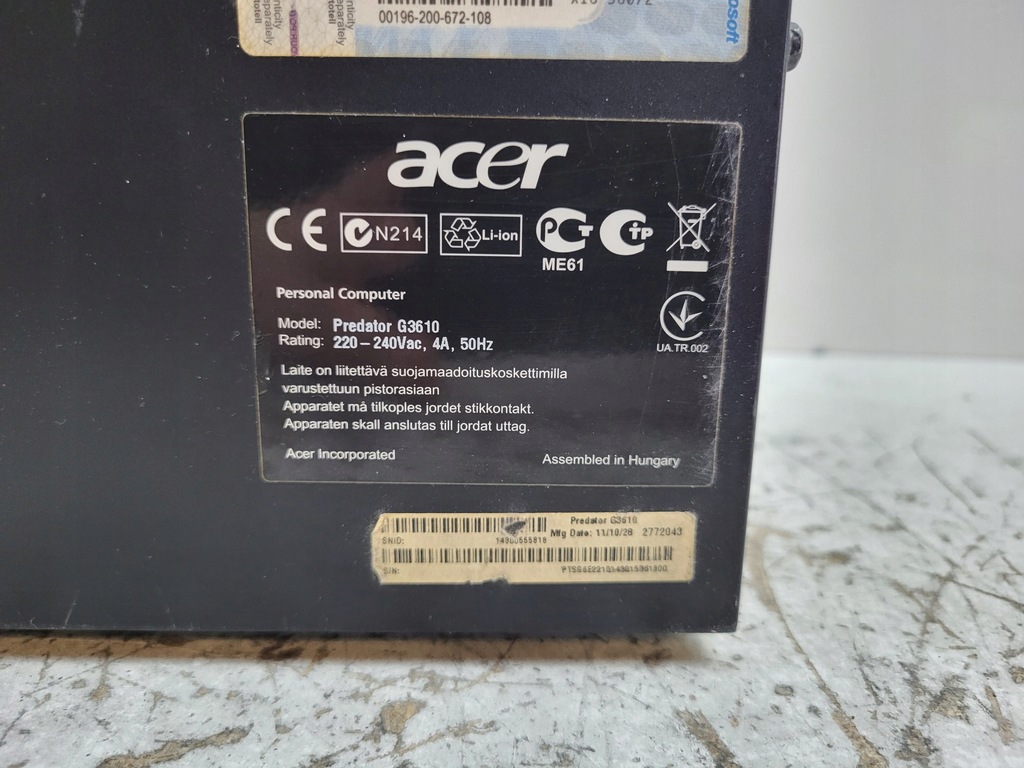 00196-200-672-108
acer
CE N214 Li-ion PCT ME61
UA.TR.002
Personal Computer
Model: Predator G3610
Rating: 220–240Vac, 4A, 50Hz
Laite on liitettävä suojamaadoituskoskettimilla
varustettuun pistorasiaan
Apparatet må tilkoples jordet stikkontakt.
Apparaten skall anslutas till jordat uttag.
Acer Incorporated
Assembled in Hungary
Predator G3610
SNID:
Mfg Date: 11/10/28 2772043
S/N: